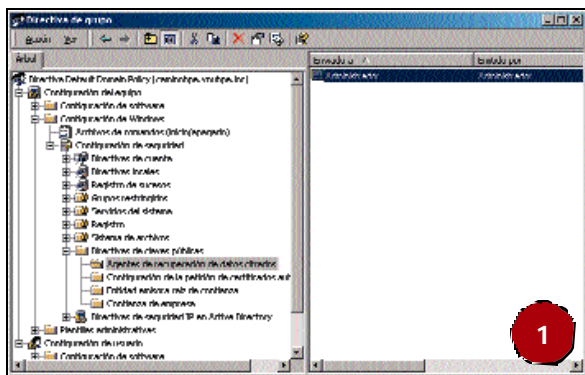 Directiva de grupo
Acción Ver
Árbol
Directiva Default Domain Policy
Configuración del equipo
Configuración de software
Configuración de Windows
Archivos de comandos (inicio/apagado)
Configuración de seguridad
Directivas de cuenta
Directivas locales
Registro de sucesos
Grupos restringidos
Servicios del sistema
Registro
Sistema de archivos
Directivas de claves públicas
Agentes de recuperación de datos cifrados
Configuración de la petición de certificados aut
Entidad emisora raíz de confianza
Confianza de empresa
Directivas de seguridad IP en Active Directory
Plantillas administrativas
Configuración de usuario
Configuración de software
Enviado a Emitido por
Administrador Administrador
1